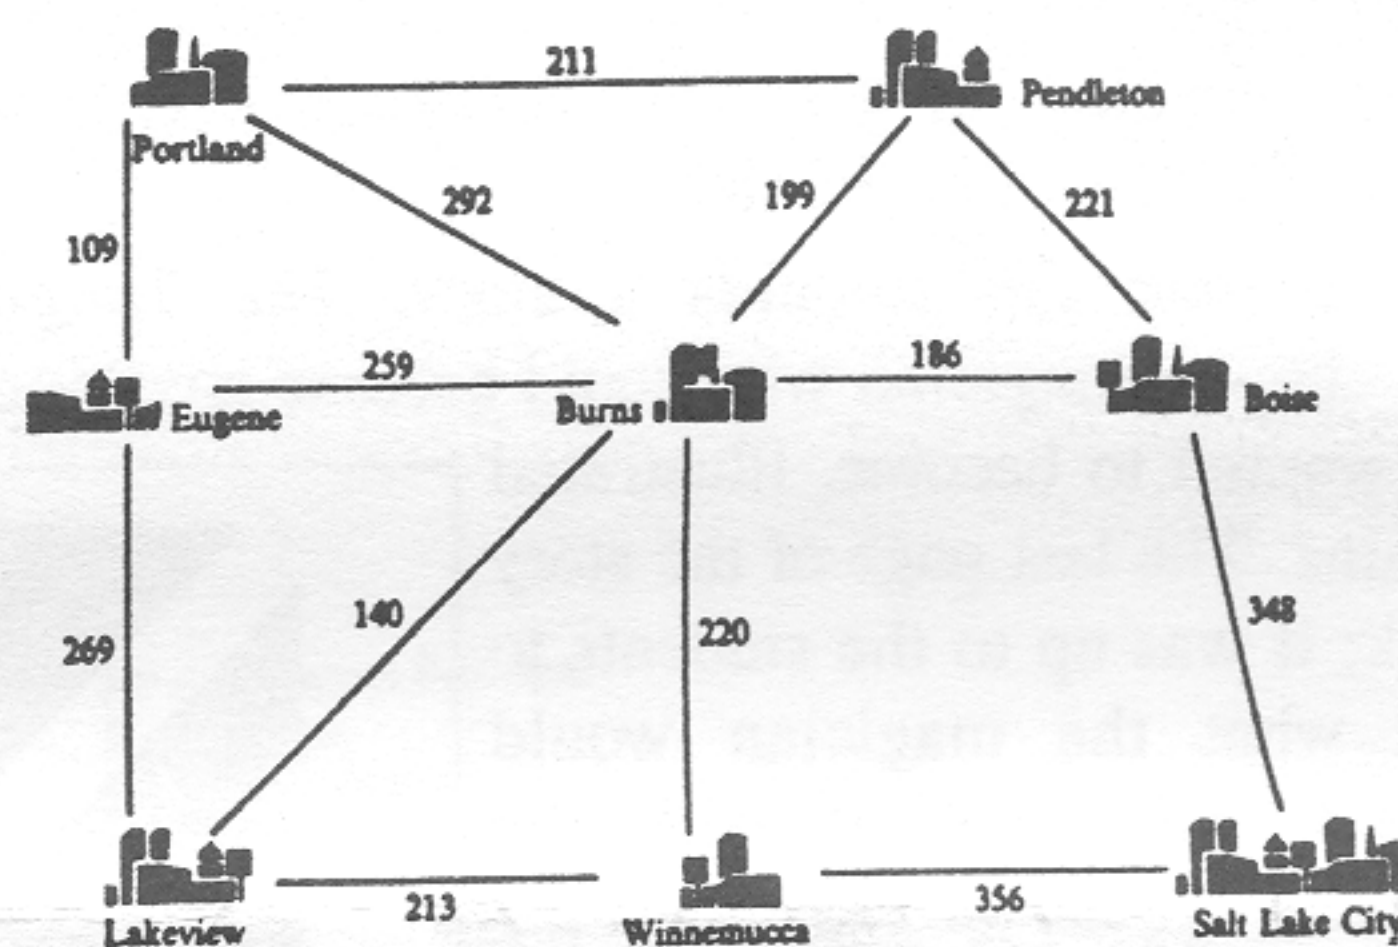 211
Pendleton
Portland
292
199
221
109
259
186
Eugene
Burns
Boise
269
140
220
348
213
356
Lakeview
Winnemucca
Salt Lake City